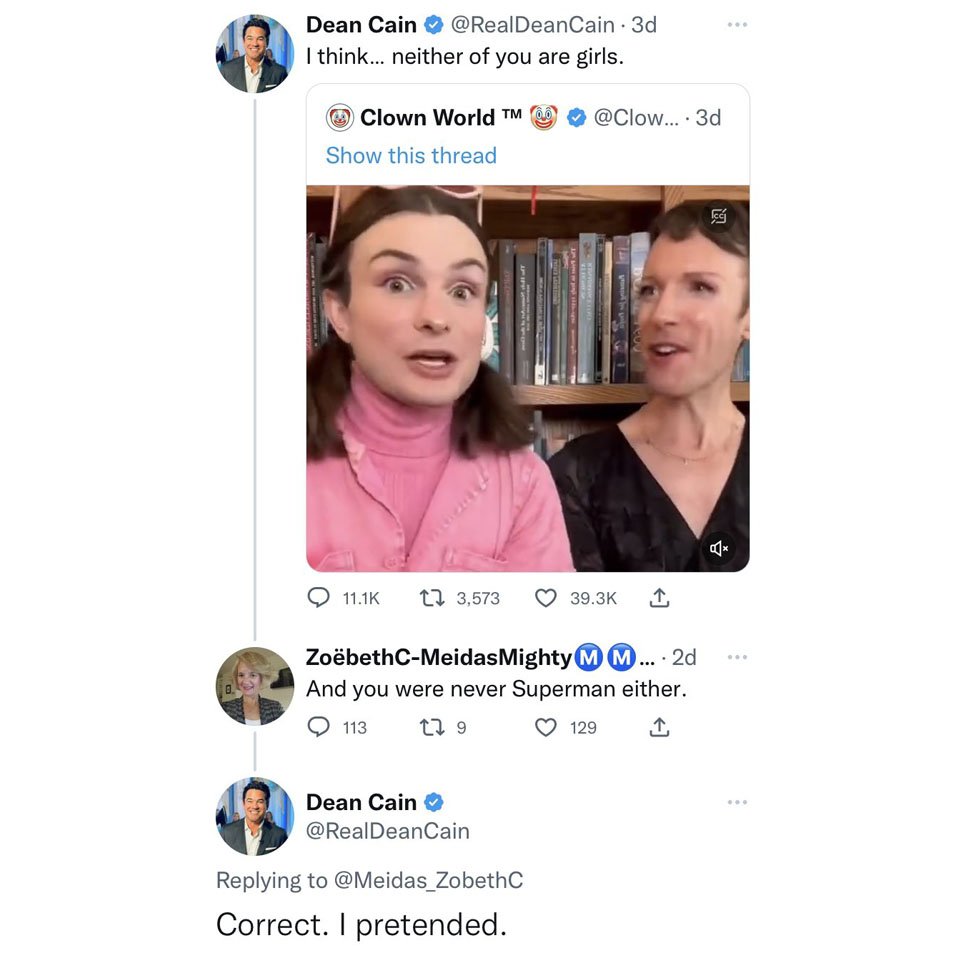 Dean Cain @RealDeanCain · 3d
I think... neither of you are girls.
Clown World ™ 🤡 @Clow... · 3d
Show this thread
11.1K 3,573 39.3K
ZoëbethC-MeidasMightyⓂ️Ⓜ️... · 2d
And you were never Superman either.
113 9 129
Dean Cain
@RealDeanCain
Replying to @Meidas_ZobethC
Correct. I pretended.